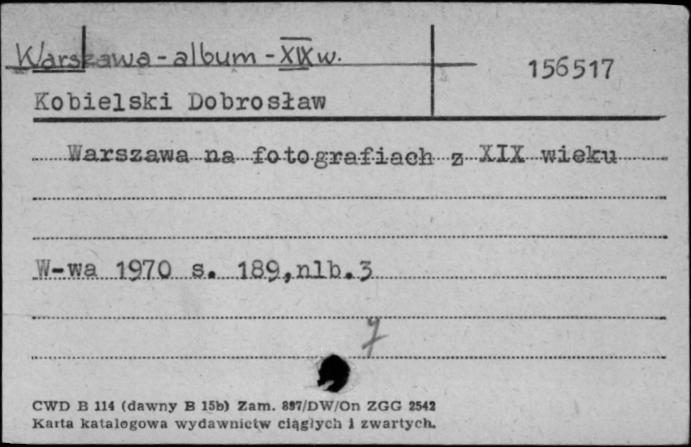 Warszawa - album - XIX w.
156517
Kobielski Dobrosław
Warszawa na fotografiach z XIX wieku
W-wa 1970 s. 189,nlb.3
7
CWD B 114 (dawny B 15b) Zam. 897/DW/On ZGG 2542
Karta katalogowa wydawnictw ciągłych i zwartych.